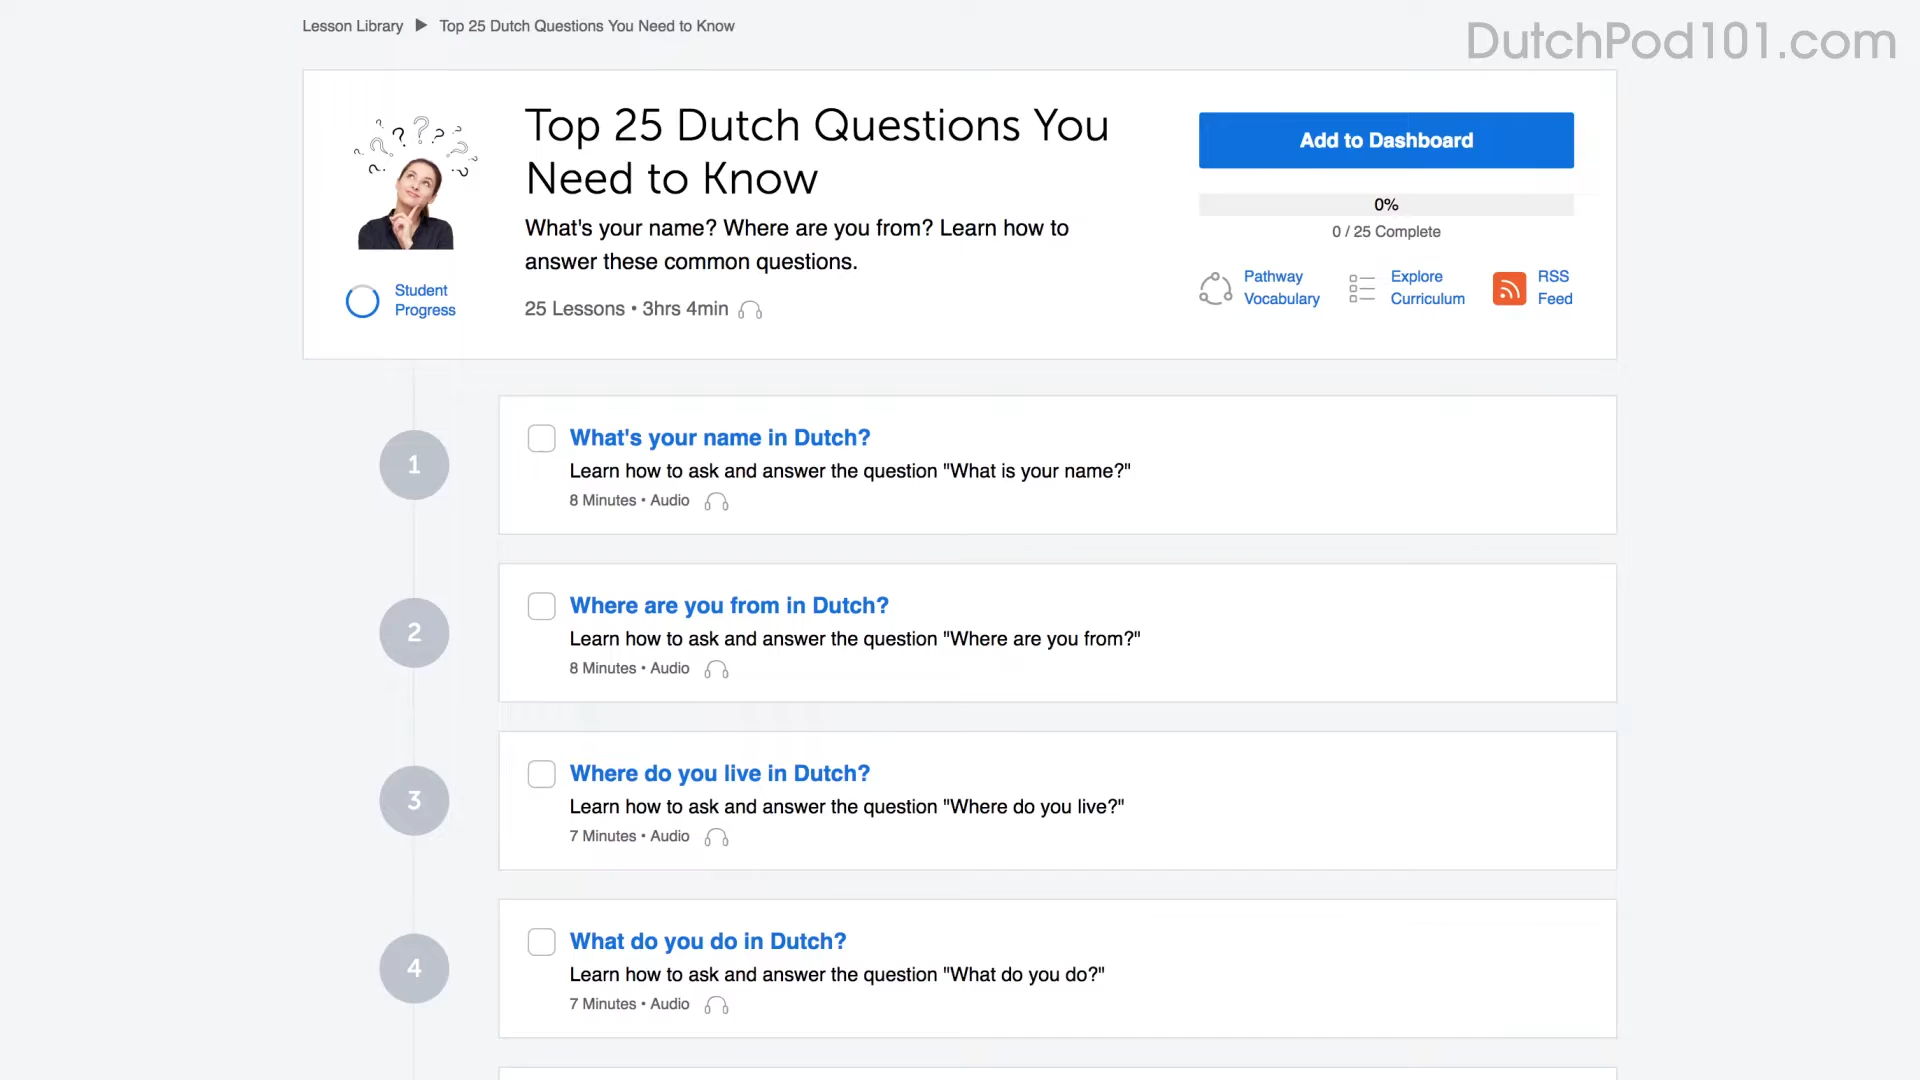 Lesson Library ▶ Top 25 Dutch Questions You Need to Know
DutchPod101.com
Top 25 Dutch Questions You
Need to Know
What's your name? Where are you from? Learn how to
answer these common questions.
25 Lessons • 3hrs 4min
Student
Progress
Add to Dashboard
0%
0 / 25 Complete
Pathway
Vocabulary
Explore
Curriculum
RSS
Feed
1
What's your name in Dutch?
Learn how to ask and answer the question "What is your name?"
8 Minutes • Audio
2
Where are you from in Dutch?
Learn how to ask and answer the question "Where are you from?"
8 Minutes • Audio
3
Where do you live in Dutch?
Learn how to ask and answer the question "Where do you live?"
7 Minutes • Audio
4
What do you do in Dutch?
Learn how to ask and answer the question "What do you do?"
7 Minutes • Audio